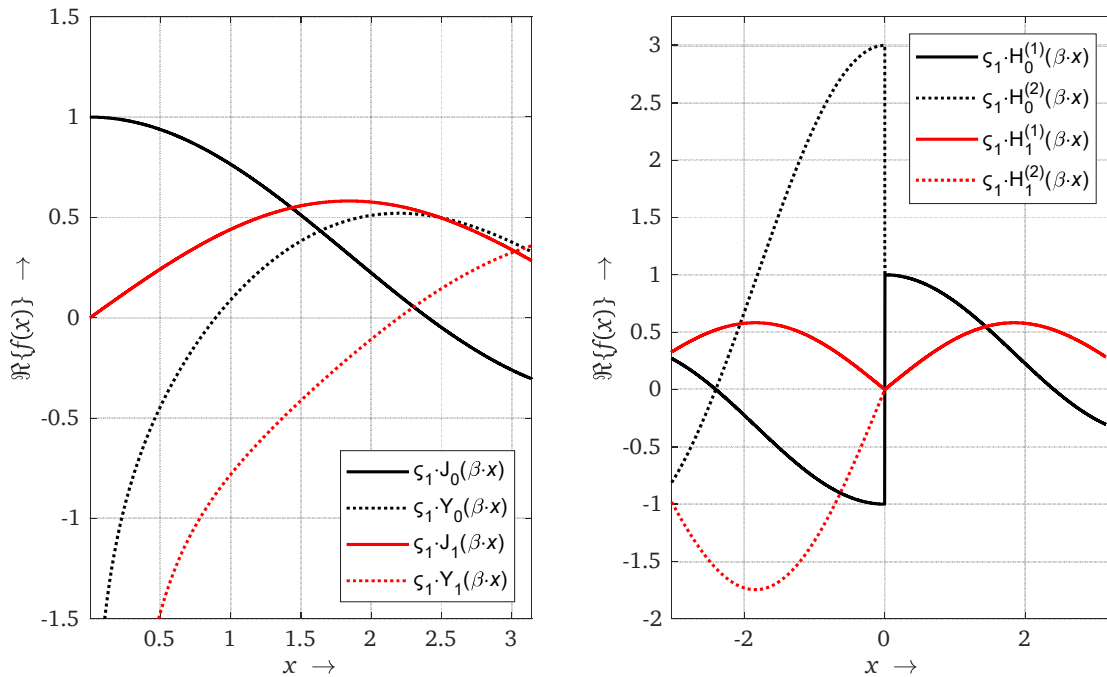 1.5
1
0.5
0
-0.5
-1
-1.5
0.5 1 1.5 2 2.5 3
x →
ℜ{f(x)} →
ς₁·J₀(β·x)
ς₁·Y₀(β·x)
ς₁·J₁(β·x)
ς₁·Y₁(β·x)
3
2.5
2
1.5
1
0.5
0
-0.5
-1
-1.5
-2
-2 0 2
x →
ℜ{f(x)} →
ς₁·H₀⁽¹⁾(β·x)
ς₁·H₀⁽²⁾(β·x)
ς₁·H₁⁽¹⁾(β·x)
ς₁·H₁⁽²⁾(β·x)